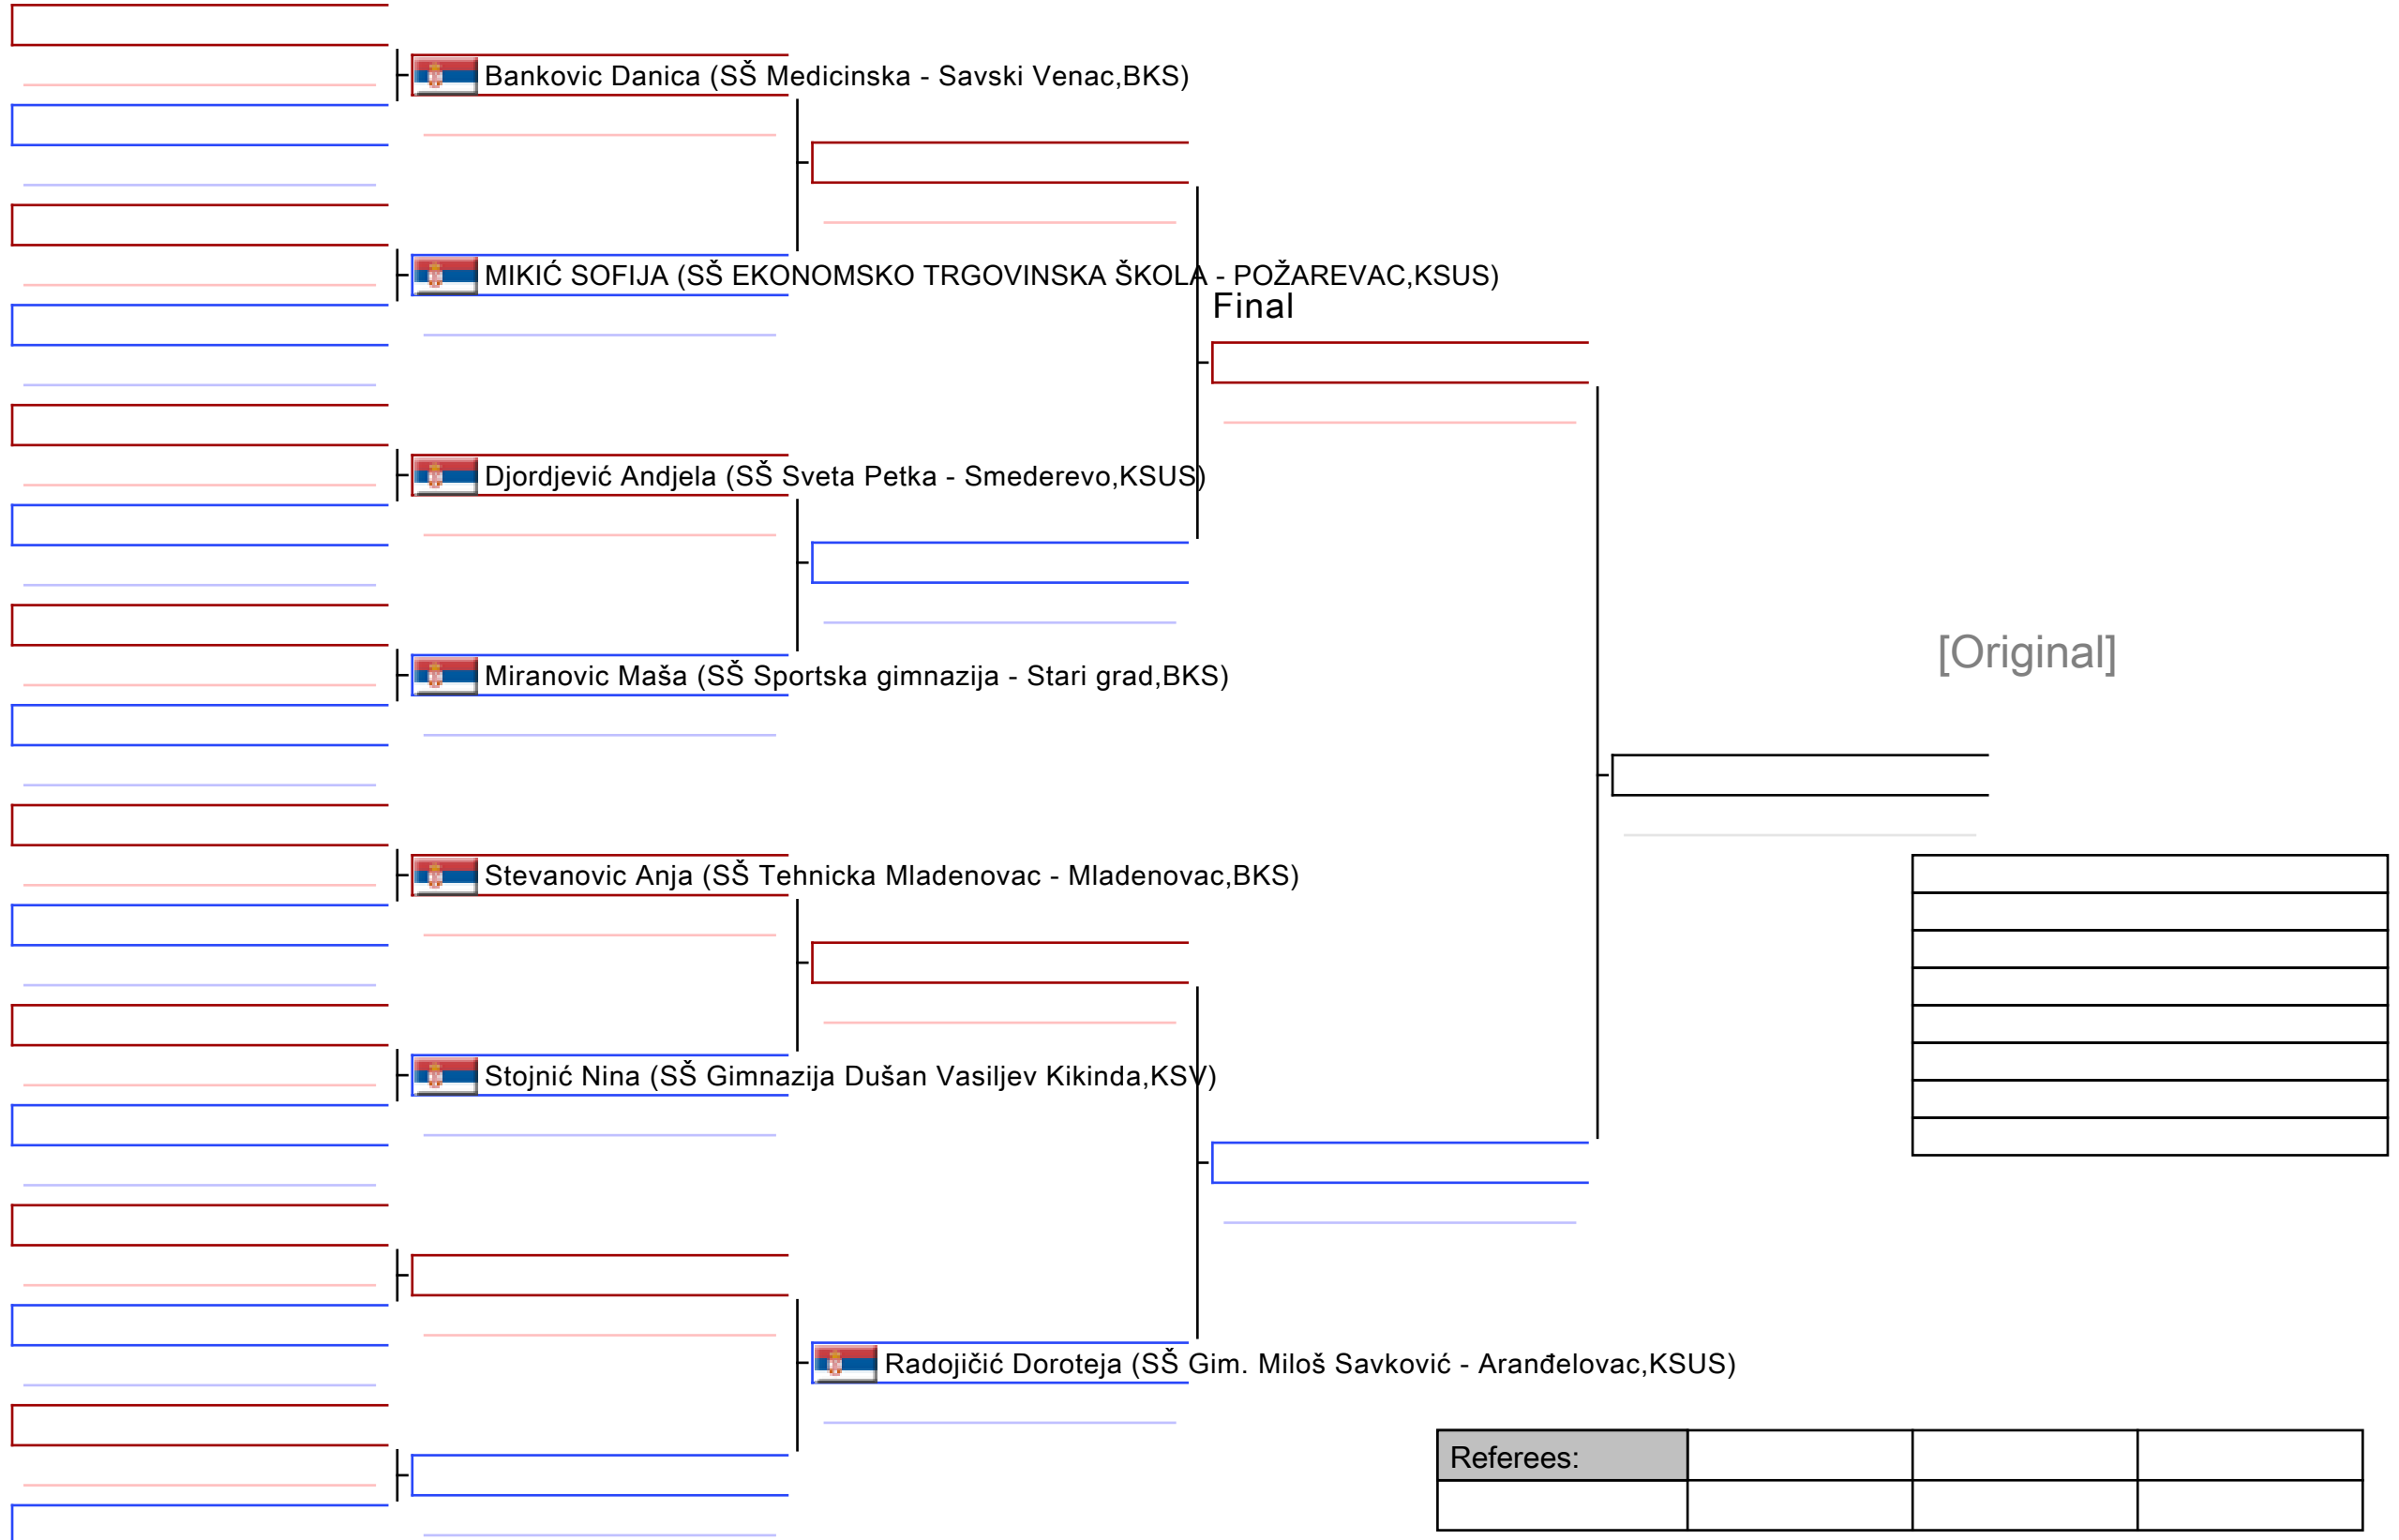 Bankovic Danica (SŠ Medicinska - Savski Venac,BKS)
MIKIĆ SOFIJA (SŠ EKONOMSKO TRGOVINSKA ŠKOLA - POŽAREVAC,KSUS)
Final
Djordjević Andjela (SŠ Sveta Petka - Smederevo,KSUS)
[Original]
Miranovic Maša (SŠ Sportska gimnazija - Stari grad,BKS)
Stevanovic Anja (SŠ Tehnicka Mladenovac - Mladenovac,BKS)
Stojnić Nina (SŠ Gimnazija Dušan Vasiljev Kikinda,KSV)
Radojičić Doroteja (SŠ Gim. Miloš Savković - Aranđelovac,KSUS)
Referees: